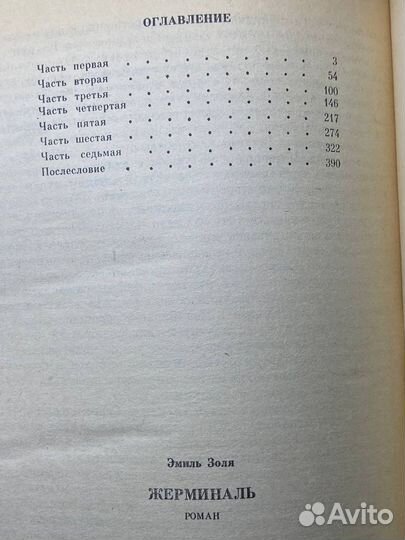 ОГЛАВЛЕНИЕ
Часть первая . . . . . . . . . . 3
Часть вторая . . . . . . . . . . 54
Часть третья . . . . . . . . . . 100
Часть четвертая . . . . . . . . . 146
Часть пятая . . . . . . . . . . 217
Часть шестая . . . . . . . . . . 274
Часть седьмая . . . . . . . . . 322
Послесловие . . . . . . . . . . 390
Эмиль Золя
ЖЕРМИНАЛЬ
РОМАН
Avito